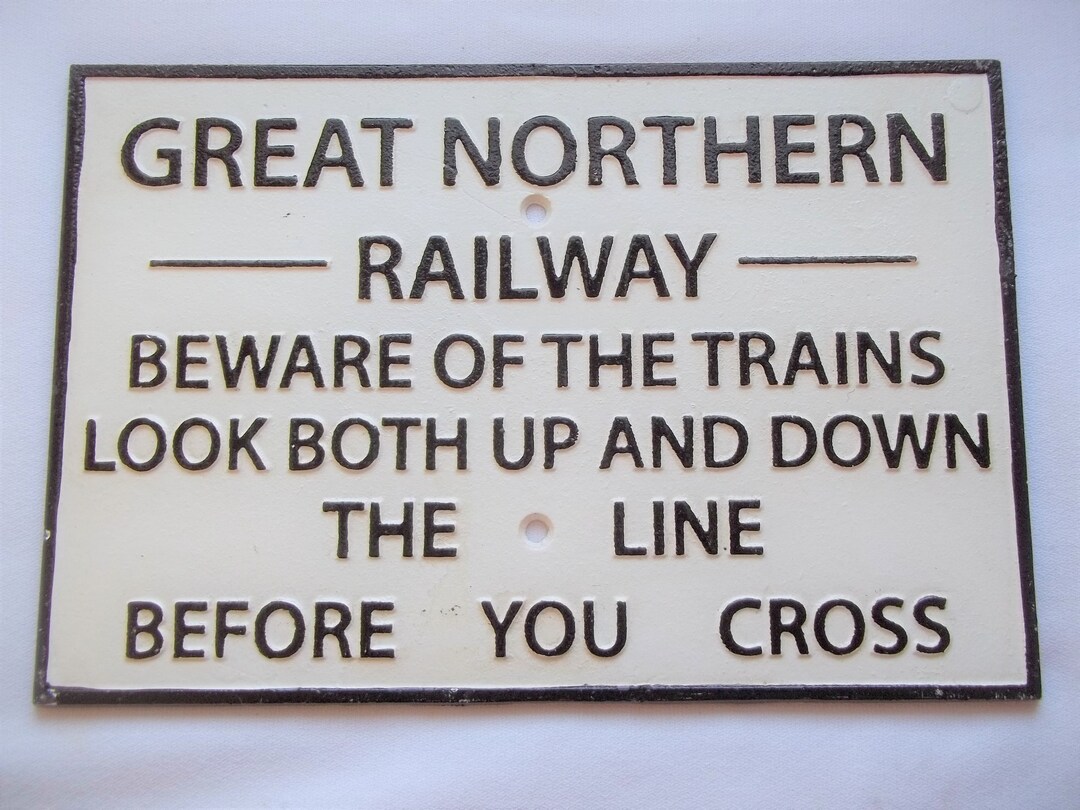 GREAT NORTHERN
RAILWAY
BEWARE OF THE TRAINS
LOOK BOTH UP AND DOWN
THE LINE
BEFORE YOU CROSS